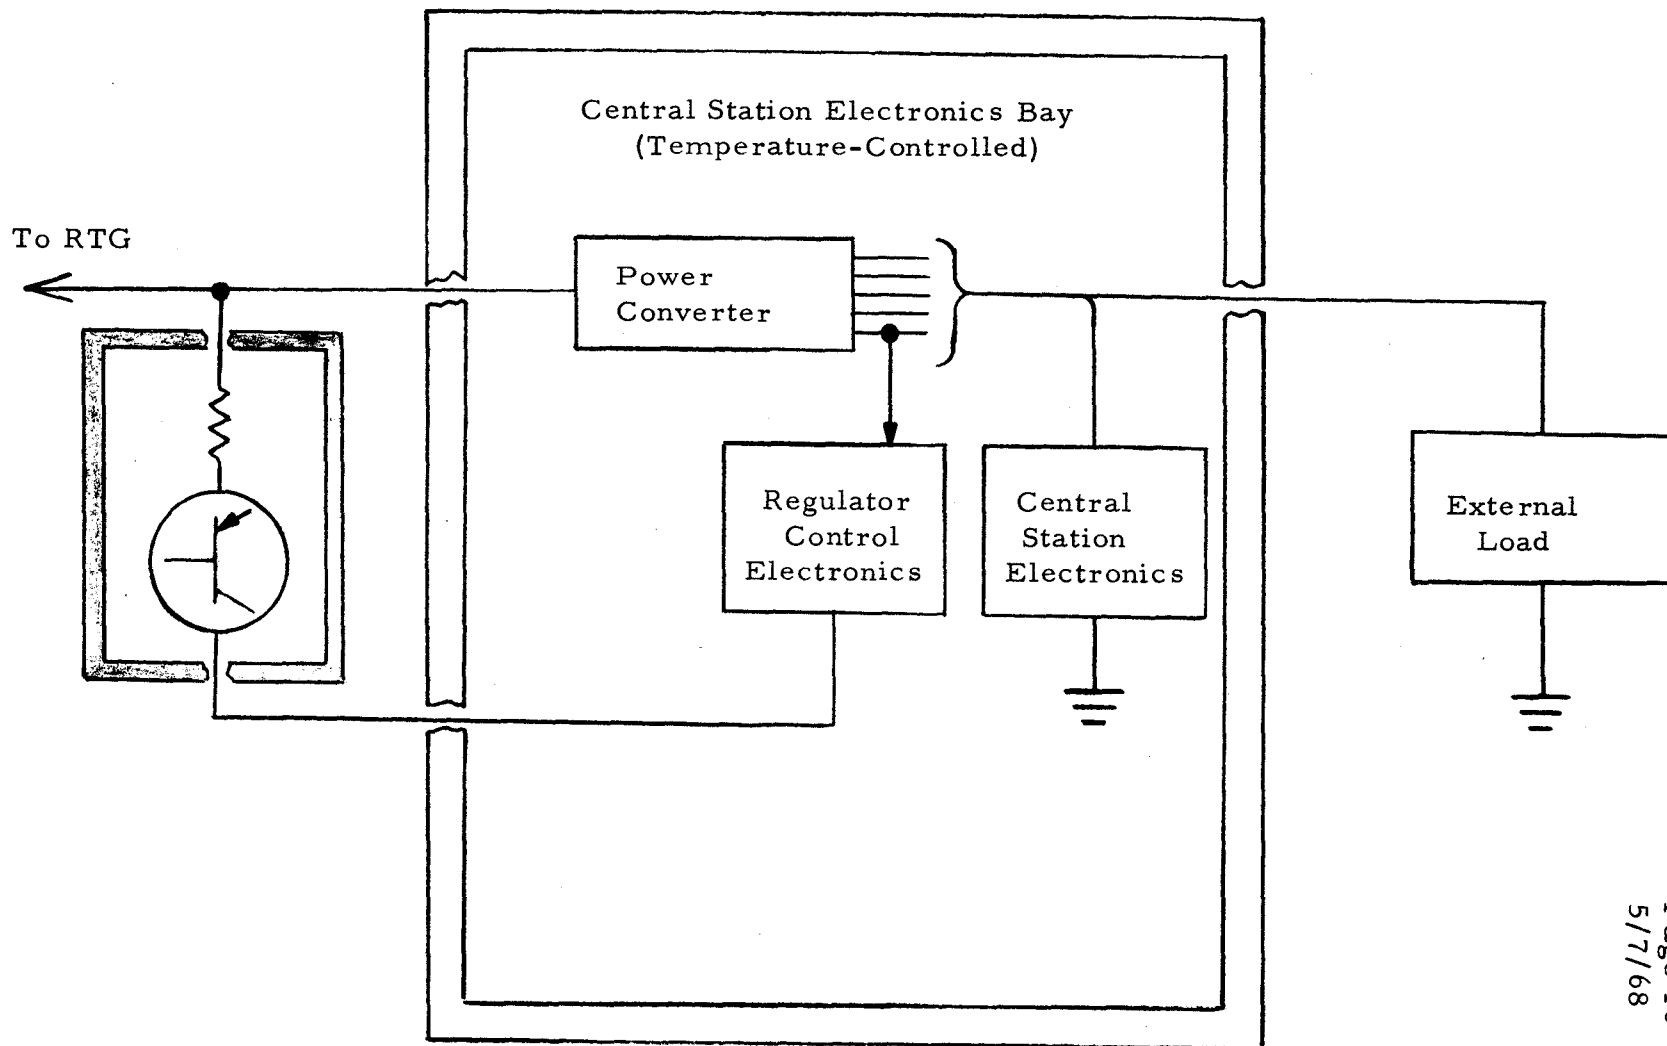 Central Station Electronics Bay
(Temperature-Controlled)
To RTG
Power
Converter
Regulator
Control
Electronics
Central
Station
Electronics
External
Load
5/7/68